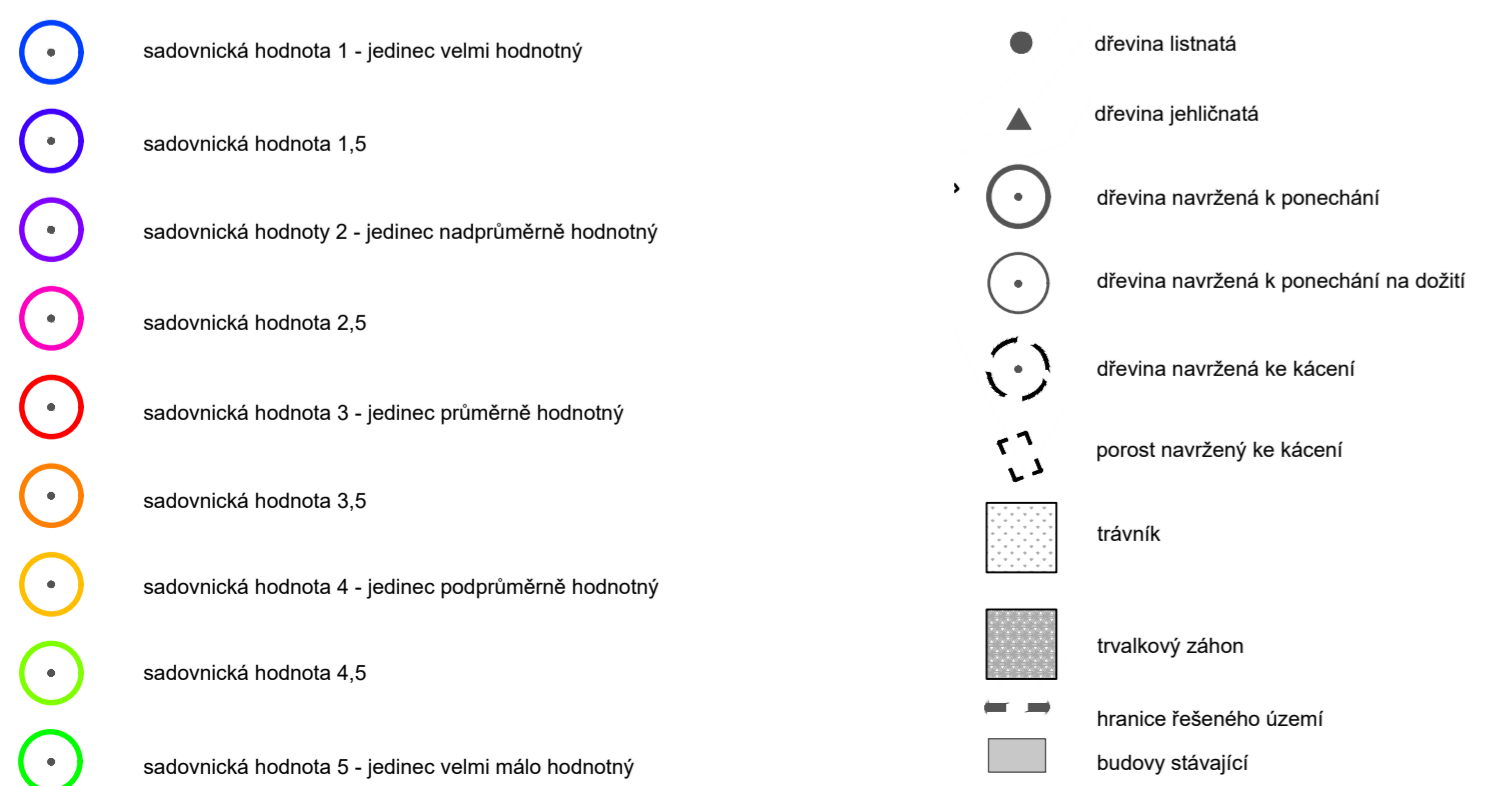 sadovnická hodnota 1 - jedinec velmi hodnotný
sadovnická hodnota 1,5
sadovnická hodnoty 2 - jedinec nadprůměrně hodnotný
sadovnická hodnota 2,5
sadovnická hodnota 3 - jedinec průměrně hodnotný
sadovnická hodnota 3,5
sadovnická hodnota 4 - jedinec podprůměrně hodnotný
sadovnická hodnota 4,5
sadovnická hodnota 5 - jedinec velmi málo hodnotný
dřevina listnatá
dřevina jehličnatá
dřevina navržená k ponechání
dřevina navržená k ponechání na dožití
dřevina navržená ke kácení
porost navržený ke kácení
trávník
trvalkový záhon
hranice řešeného území
budovy stávající